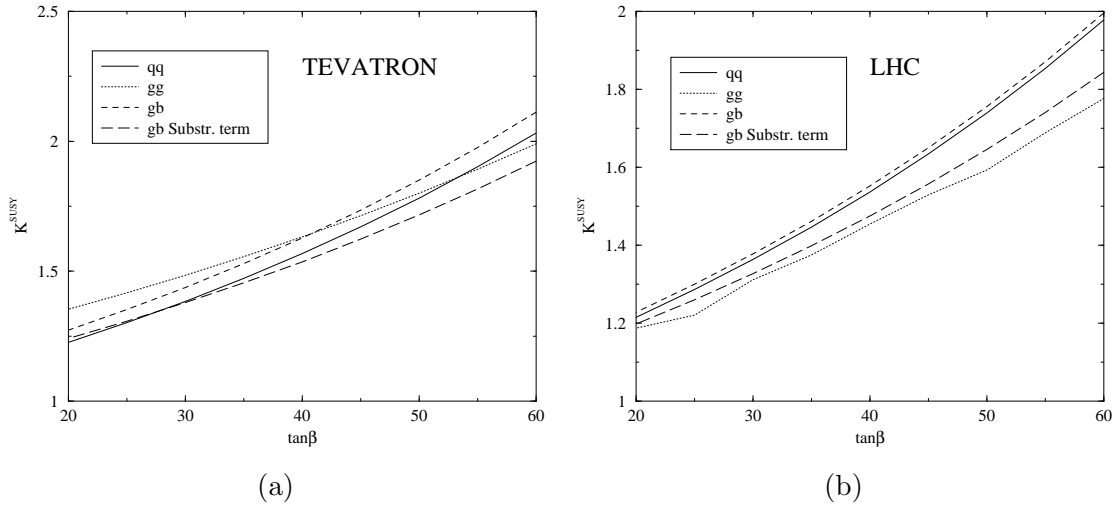 2.5
2
1.5
1
K^SUSY
TEVATRON
qq
gg
gb
gb Substr. term
20 30 40 50 60
tanβ
(a)
2
1.8
1.6
1.4
1.2
1
K^SUSY
LHC
qq
gg
gb
gb Substr. term
20 30 40 50 60
tanβ
(b)